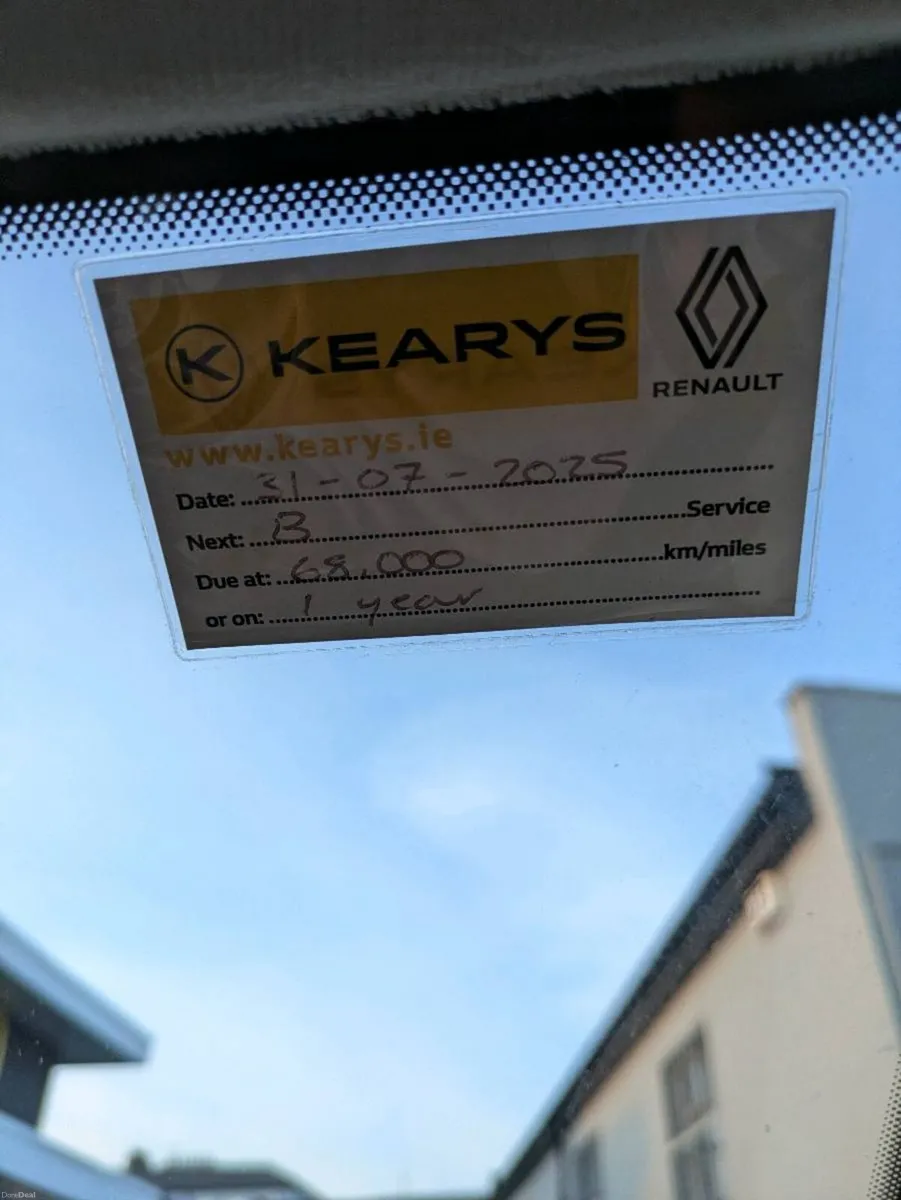 K KEARYS
RENAULT
www.kearys.ie
Date: 31-07-2025
Next: B Service
Due at: 68,000 km/miles
or on: 1 year
DoneDeal